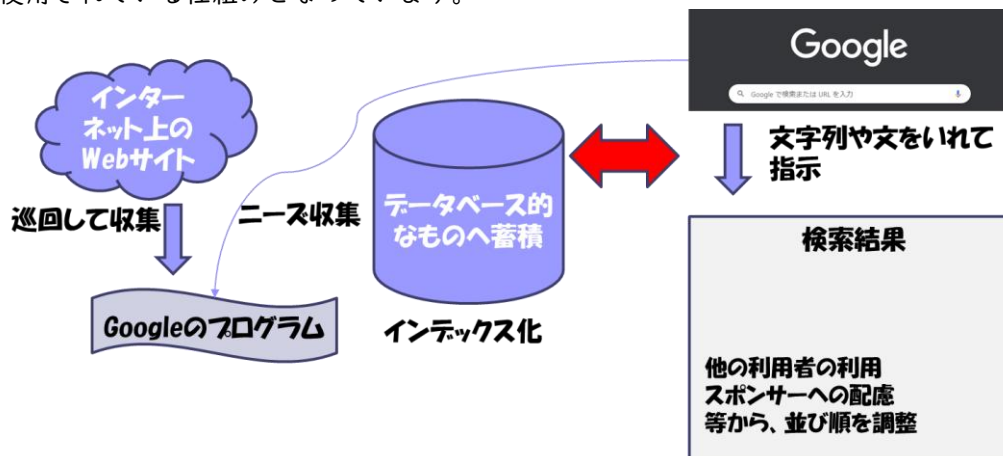 使用されている仕組みとなっています。
インター
ネット上の
Webサイト
巡回して収集
ニーズ収集
Googleのプログラム
データベース的
なものへ蓄積
インデックス化
Google
Google で検索または URL を入力
文字列や文をいれて
指示
検索結果
他の利用者の利用
スポンサーへの配慮
等から、並び順を調整